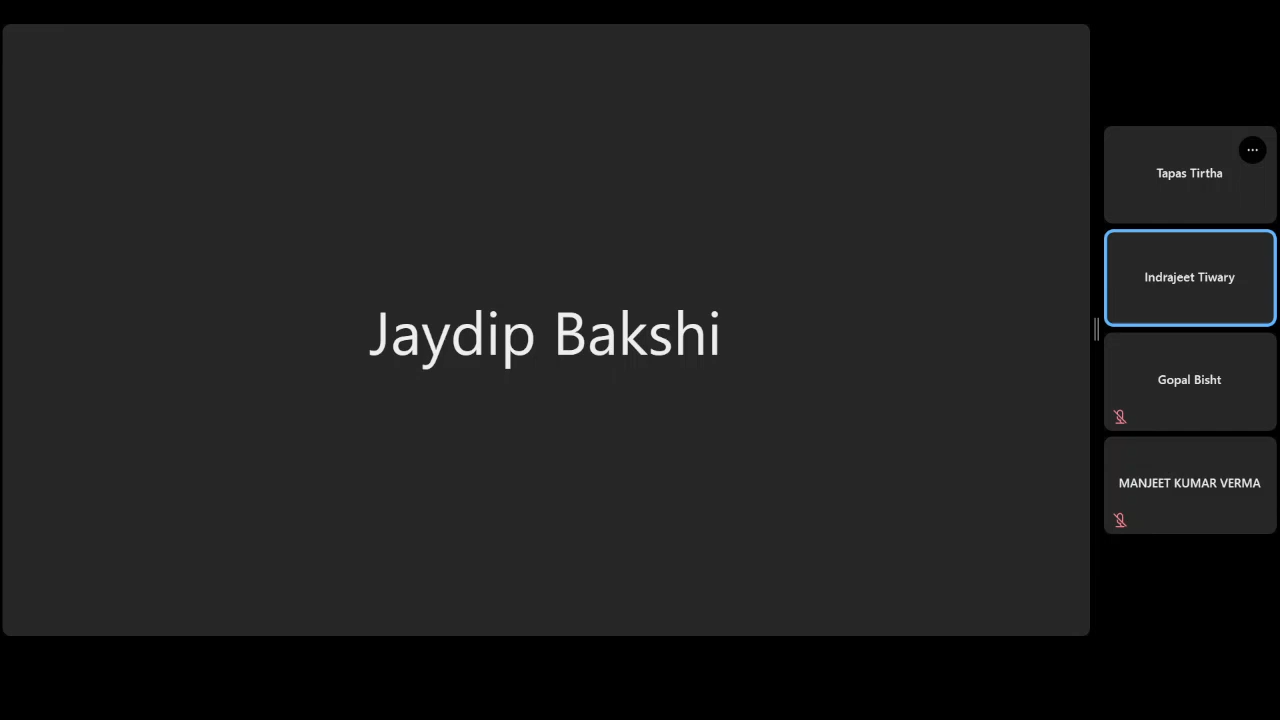 Jaydip Bakshi
Tapas Tirtha
Indrajeet Tiwary
Gopal Bisht
MANJEET KUMAR VERMA